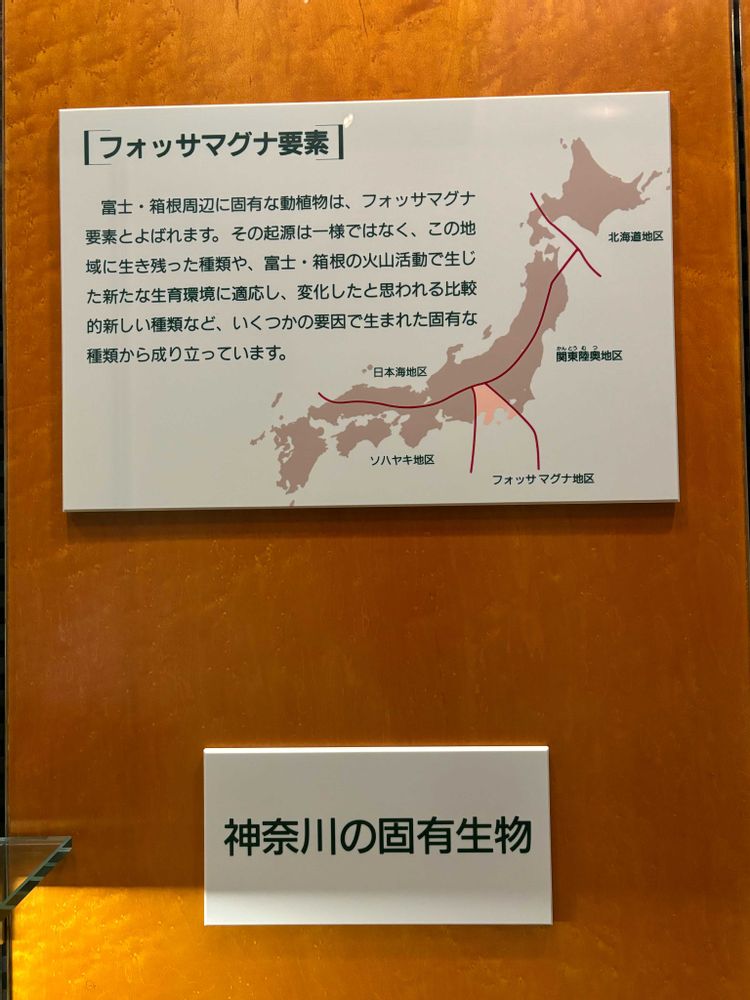 [フォッサマグナ要素]
富士・箱根周辺に固有な動植物は、フォッサマグナ
要素とよばれます。その起源は一様ではなく、この地
域に生き残った種類や、富士・箱根の火山活動で生じ
た新たな生育環境に適応し、変化したと思われる比較
的新しい種類など、いくつかの要因で生まれた固有な
種類から成り立っています。
北海道地区
かんとう む つ
関東陸奥地区
日本海地区
ソハヤキ地区
フォッサマグナ地区
神奈川の固有生物